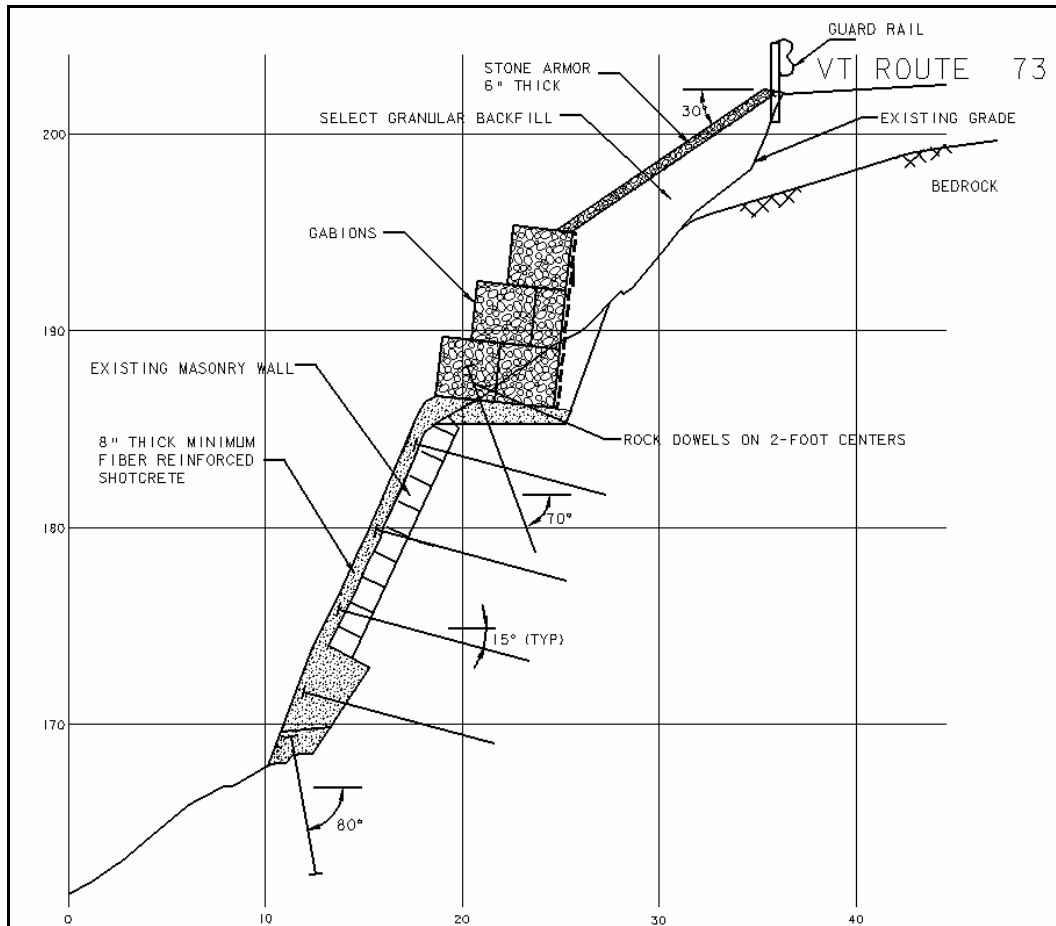 GUARD RAIL
VT ROUTE 73
STONE ARMOR
6" THICK
30°
SELECT GRANULAR BACKFILL
EXISTING GRADE
200
BEDROCK
GABIONS
190
EXISTING MASONRY WALL
8" THICK MINIMUM
FIBER REINFORCED
SHOTCRETE
ROCK DOWELS ON 2-FOOT CENTERS
180
70°
15° (TYP)
170
80°
0 10 20 30 40